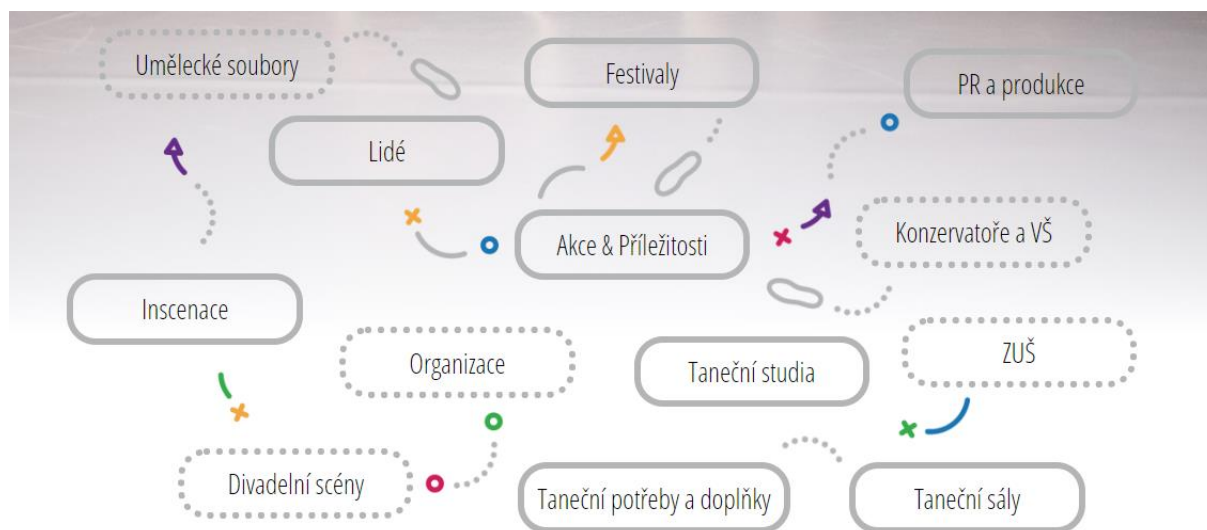 Umělecké soubory
Festivaly
PR a produkce
Lidé
Akce & Příležitosti
Konzervatoře a VŠ
Inscenace
Organizace
Taneční studia
ZUŠ
Divadelní scény
Taneční potřeby a doplňky
Taneční sály